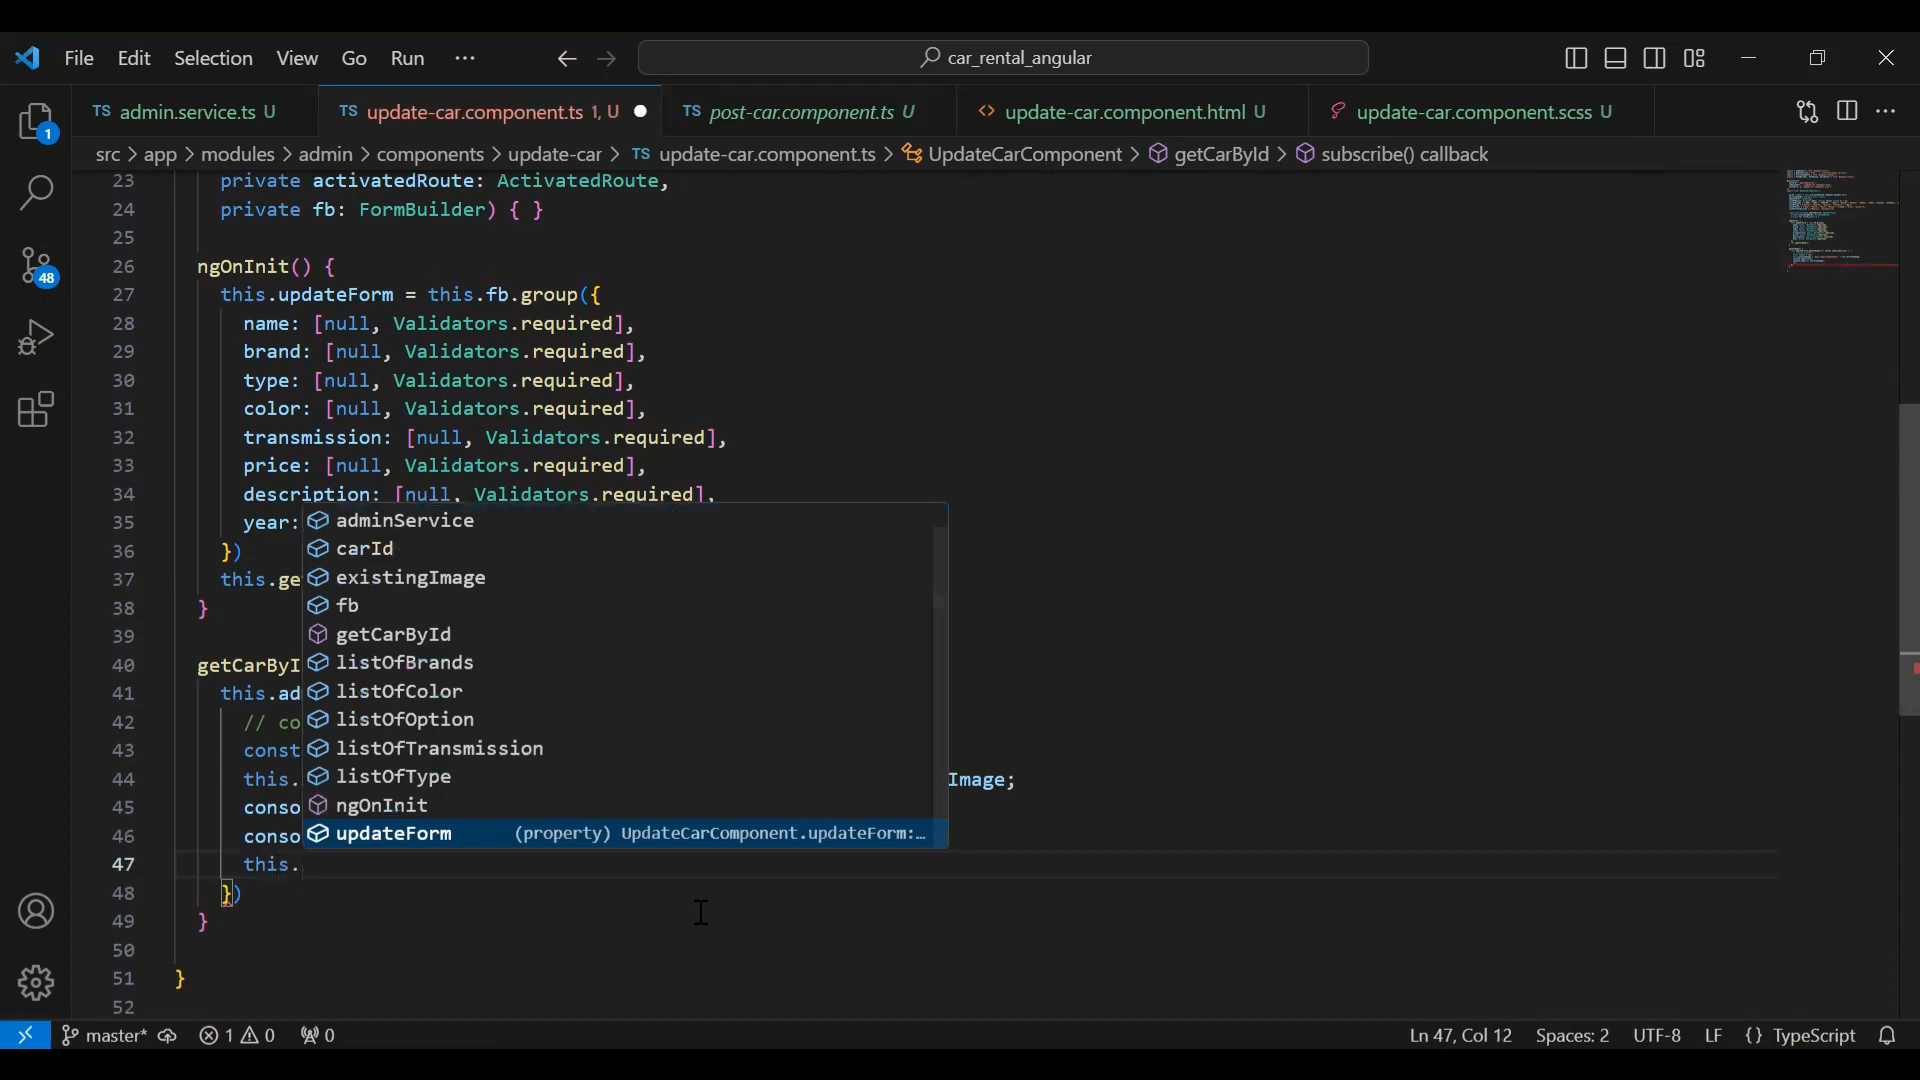 File Edit Selection View Go Run ··· car_rental_angular
TS admin.service.ts U TS update-car.component.ts 1, U TS post-car.component.ts U <> update-car.component.html U update-car.component.scss U
src > app > modules > admin > components > update-car > TS update-car.component.ts > UpdateCarComponent > getCarById > subscribe() callback
23 private activatedRoute: ActivatedRoute,
24 private fb: FormBuilder) { }
25
26 ngOnInit() {
27 this.updateForm = this.fb.group({
28 name: [null, Validators.required],
29 brand: [null, Validators.required],
30 type: [null, Validators.required],
31 color: [null, Validators.required],
32 transmission: [null, Validators.required],
33 price: [null, Validators.required],
34 description: [null, Validators.required],
35 year:
36 })
37 this.ge
38 }
39
40 getCarByI
41 this.ad
42 // co
43 const
44 this. Image;
45 conso
46 conso
47 this.
48 })
49 }
50
51 }
52
adminService
carId
existingImage
fb
getCarById
listOfBrands
listOfColor
listOfOption
listOfTransmission
listOfType
ngOnInit
updateForm (property) UpdateCarComponent.updateForm:…
1
48
master* 1 0 0 Ln 47, Col 12 Spaces: 2 UTF-8 LF {} TypeScript